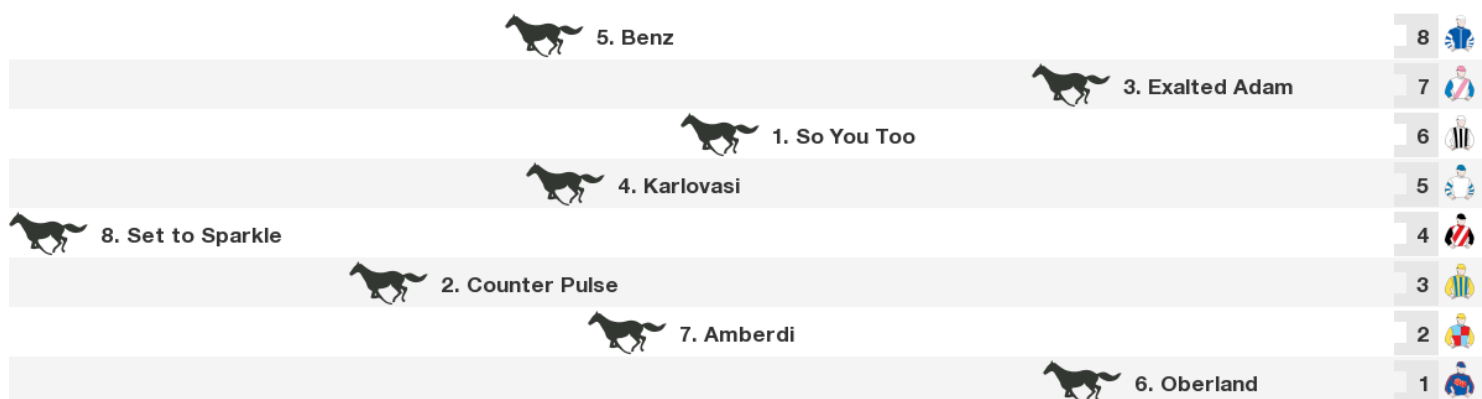 5. Benz 8
3. Exalted Adam 7
1. So You Too 6
4. Karlovasi 5
8. Set to Sparkle 4
2. Counter Pulse 3
7. Amberdi 2
6. Oberland 1